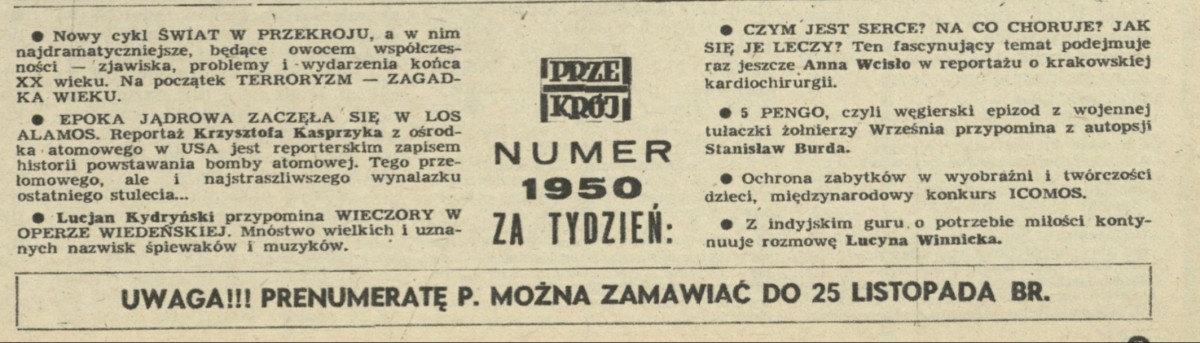 ● Nowy cykl ŚWIAT W PRZEKROJU, a w nim
najdramatyczniejsze, będące owocem współczes-
ności — zjawiska, problemy i wydarzenia końca
XX wieku. Na początek TERRORYZM — ZAGAD-
KA WIEKU.
● EPOKA JĄDROWA ZACZĘŁA SIĘ W LOS
ALAMOS. Reportaż Krzysztofa Kasprzyka z ośrod-
ka atomowego w USA jest reporterskim zapisem
historii powstawania bomby atomowej. Tego prze-
łomowego, ale i najstraszliwszego wynalazku
ostatniego stulecia...
● Lucjan Kydryński przypomina WIECZORY W
OPERZE WIEDEŃSKIEJ. Mnóstwo wielkich i uzna-
nych nazwisk śpiewaków i muzyków.
PRZE
KRÓJ
NUMER
1950
ZA TYDZIEŃ:
● CZYM JEST SERCE? NA CO CHORUJE? JAK
SIĘ JE LECZY? Ten fascynujący temat podejmuje
raz jeszcze Anna Wcisło w reportażu o krakowskiej
kardiochirurgii.
● 5 PENGO, czyli węgierski epizod z wojennej
tułaczki żołnierzy Września przypomina z autopsji
Stanisław Burda.
● Ochrona zabytków w wyobraźni i twórczości
dzieci, międzynarodowy konkurs ICOMOS.
● Z indyjskim guru o potrzebie miłości konty-
nuuje rozmowę Lucyna Winnicka.
UWAGA!!! PRENUMERATĘ P. MOŻNA ZAMAWIAĆ DO 25 LISTOPADA BR.